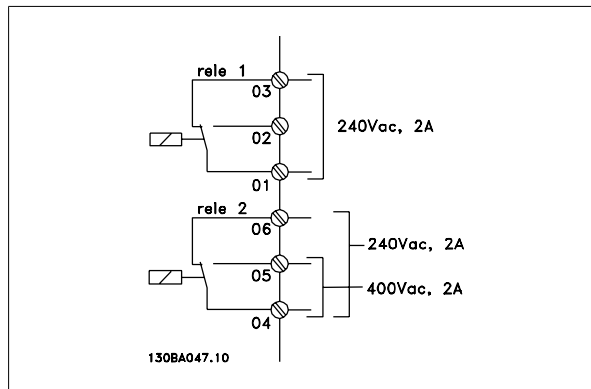 rele 1
03
02
01
240Vac, 2A
rele 2
06
05
04
240Vac, 2A
400Vac, 2A
130BA047.10